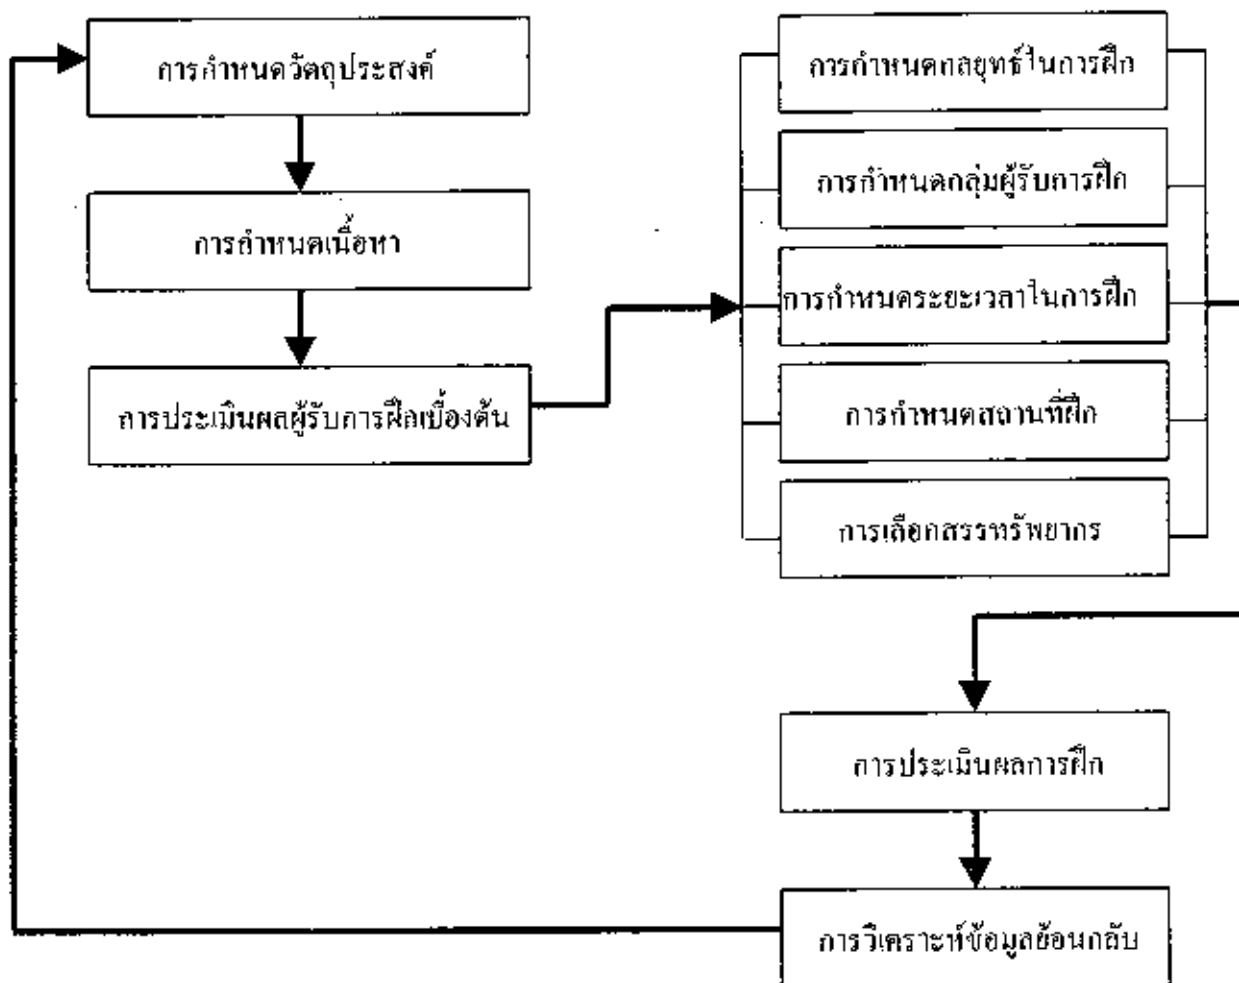 การกำหนดวัตถุประสงค์
การกำหนดเนื้อหา
การประเมินผลผู้รับการฝึกเบื้องต้น
การกำหนดกลยุทธ์ในการฝึก
การกำหนดกลุ่มผู้รับการฝึก
การกำหนดระยะเวลาในการฝึก
การกำหนดสถานที่ฝึก
การเลือกสรรทรัพยากร
การประเมินผลการฝึก
การวิเคราะห์ข้อมูลย้อนกลับ